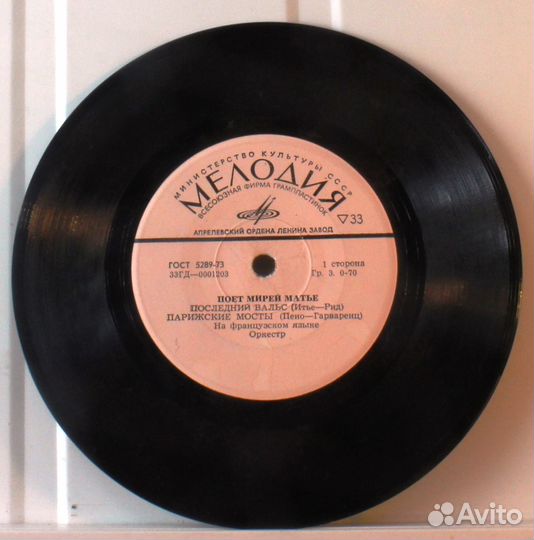 МИНИСТЕРСТВО КУЛЬТУРЫ СССР
МЕЛОДИЯ
ВСЕСОЮЗНАЯ ФИРМА ГРАМПЛАСТИНОК
▽33
АПРЕЛЕВСКИЙ ОРДЕНА ЛЕНИНА ЗАВОД
ГОСТ 5289-73
1 сторона
33ГД—0001203
Гр. 3. 0-70
ПОЕТ МИРЕЙ МАТЬЕ
ПОСЛЕДНИЙ ВАЛЬС (Итье—Рид)
ПАРИЖСКИЕ МОСТЫ (Пено—Гарваренц)
На французском языке
Оркестр
Avito